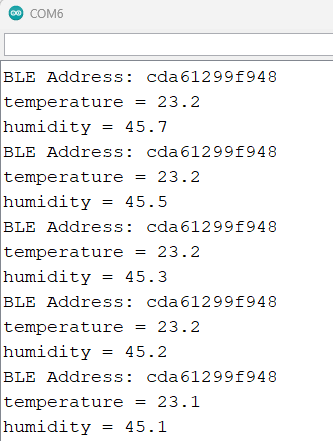 COM6
BLE Address: cda61299f948
temperature = 23.2
humidity = 45.7
BLE Address: cda61299f948
temperature = 23.2
humidity = 45.5
BLE Address: cda61299f948
temperature = 23.2
humidity = 45.3
BLE Address: cda61299f948
temperature = 23.2
humidity = 45.2
BLE Address: cda61299f948
temperature = 23.1
humidity = 45.1